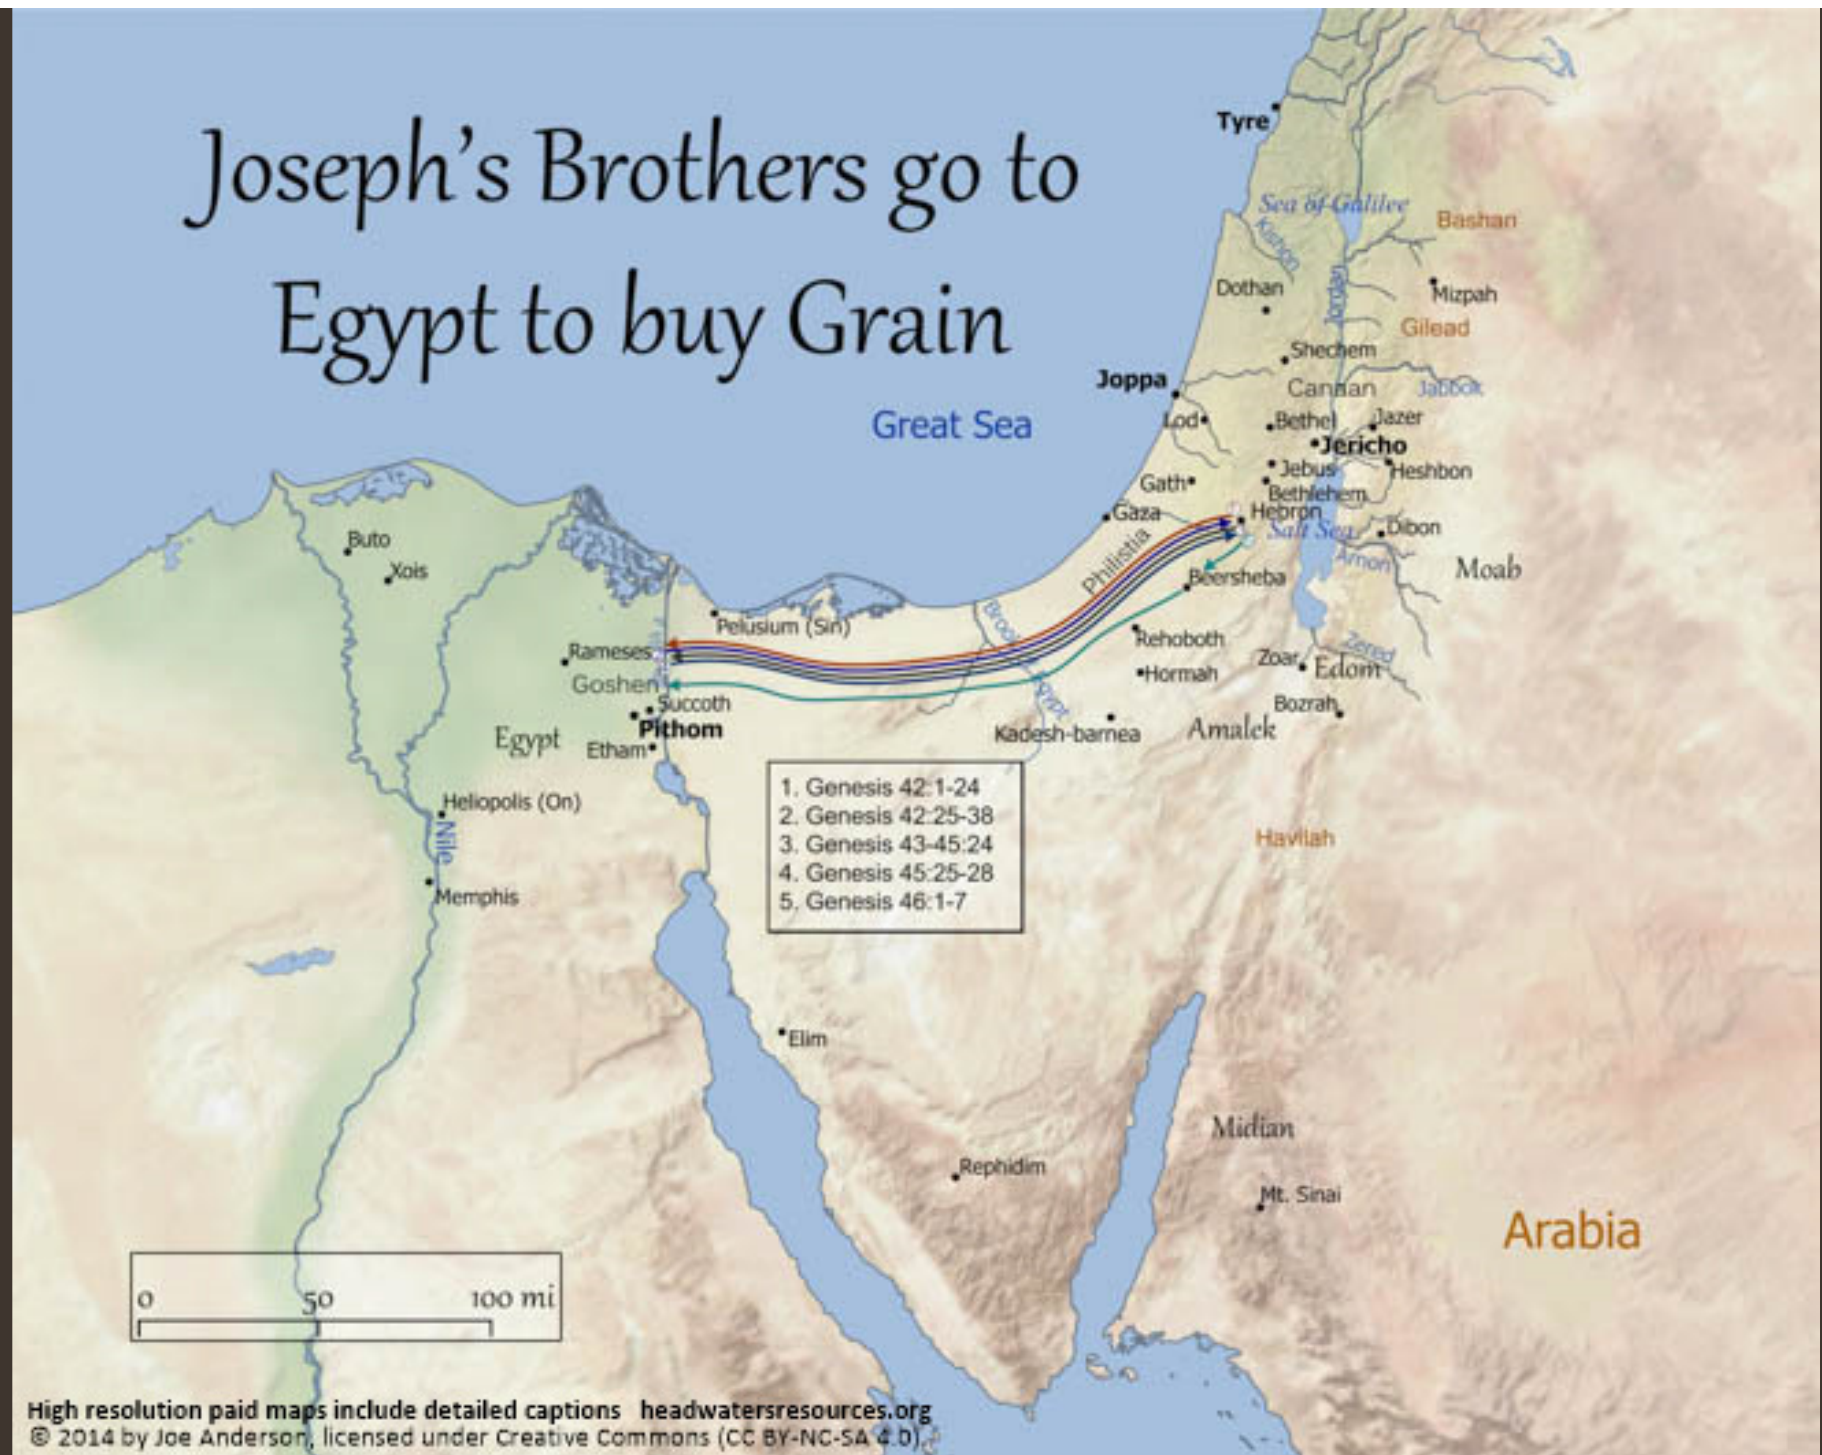 Joseph's Brothers go to
Egypt to buy Grain
Tyre
Sea of Galilee
Bashan
Kishon
Jordan
Dothan
Mizpah
Gilead
Shechem
Joppa
Canaan
Jabbok
Great Sea
Lod
Bethel
Jazer
Jericho
Jebus
Heshbon
Gath
Bethlehem
Gaza
Hebron
Salt Sea
Dibon
Arnon
Moab
Philistia
Buto
Xois
Beersheba
Pelusium (Sin)
Brook
Egypt
Rehoboth
Rameses
Zered
Zoar
Edom
Hormah
Goshen
Succoth
Bozrah
Pithom
Kadesh-barnea
Amalek
Egypt
Etham
1. Genesis 42:1-24
2. Genesis 42:25-38
3. Genesis 43-45:24
4. Genesis 45:25-28
5. Genesis 46:1-7
Heliopolis (On)
Nile
Havilah
Memphis
Elim
Midian
Rephidim
Mt. Sinai
Arabia
0 50 100 mi
High resolution paid maps include detailed captions headwatersresources.org
© 2014 by Joe Anderson, licensed under Creative Commons (CC BY-NC-SA 4.0).